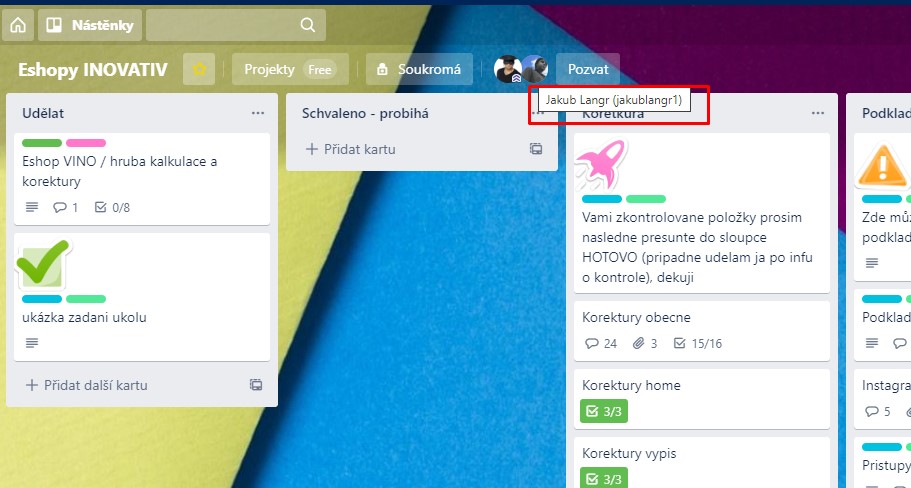 Nástěnky
Eshopy INOVATIV
Projekty Free
Soukromá
Pozvat
Jakub Langr (jakublangr1)
Udělat
Eshop VINO / hruba kalkulace a
korektury
1
0/8
ukázka zadani ukolu
Přidat další kartu
Schvaleno - probihá
Přidat kartu
Koretkura
Vami zkontrolovane položky prosim
nasledne presunte do sloupce
HOTOVO (pripadne udelam ja po infu
o kontrole), dekuji
Korektury obecne
24
3
15/16
Korektury home
3/3
Korektury vypis
3/3
Podklad
Zde můž
podklad
Podklad
Instagra
5
Pristupy